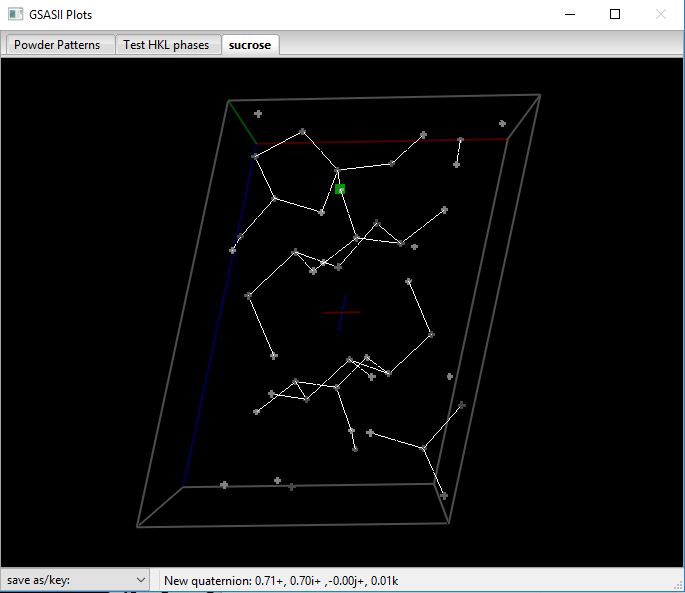 GSASII Plots
Powder Patterns Test HKL phases sucrose
save as/key: New quaternion: 0.71+, 0.70i+ ,-0.00j+, 0.01k